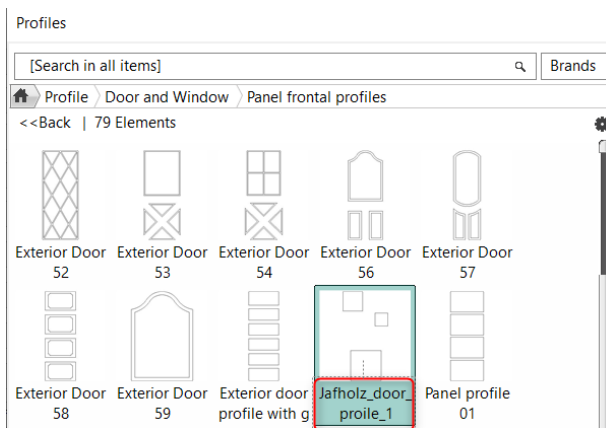 Profiles
[Search in all items] Brands
Profile Door and Window Panel frontal profiles
<<Back | 79 Elements
Exterior Door Exterior Door Exterior Door Exterior Door Exterior Door
52 53 54 56 57
Exterior Door Exterior Door Exterior door Jafholz_door_ Panel profile
58 59 profile with g proile_1 01